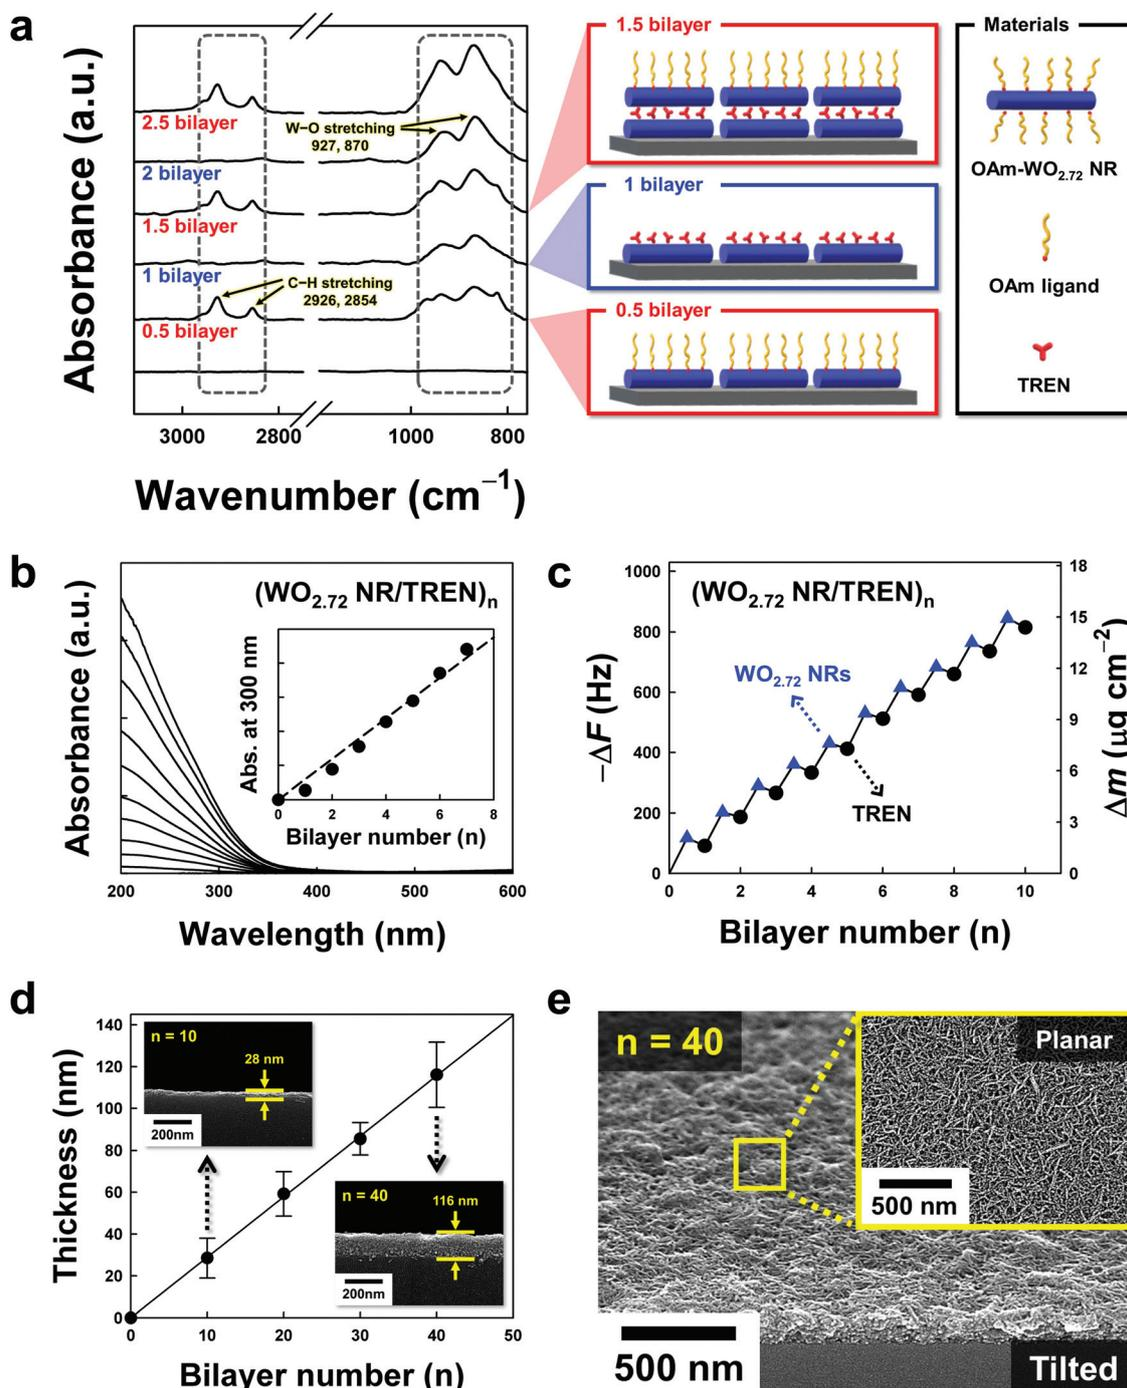 a
Absorbance (a.u.)
2.5 bilayer
W−O stretching
927, 870
2 bilayer
1.5 bilayer
1 bilayer
C−H stretching
2926, 2854
0.5 bilayer
3000 2800 1000 800
Wavenumber (cm⁻¹)
1.5 bilayer
1 bilayer
0.5 bilayer
Materials
OAm-WO₂.₇₂ NR
OAm ligand
TREN
b
Absorbance (a.u.)
(WO₂.₇₂ NR/TREN)ₙ
Abs. at 300 nm
0 2 4 6 8
Bilayer number (n)
200 300 400 500 600
Wavelength (nm)
c
−ΔF (Hz)
1000
800
600
400
200
0
(WO₂.₇₂ NR/TREN)ₙ
WO₂.₇₂ NRs
TREN
18
15
12
9
6
3
0
Δm (µg cm⁻²)
0 2 4 6 8 10
Bilayer number (n)
d
Thickness (nm)
140
120
100
80
60
40
20
0
n = 10
28 nm
200nm
n = 40
116 nm
200nm
0 10 20 30 40 50
Bilayer number (n)
e
n = 40
Planar
500 nm
500 nm
Tilted